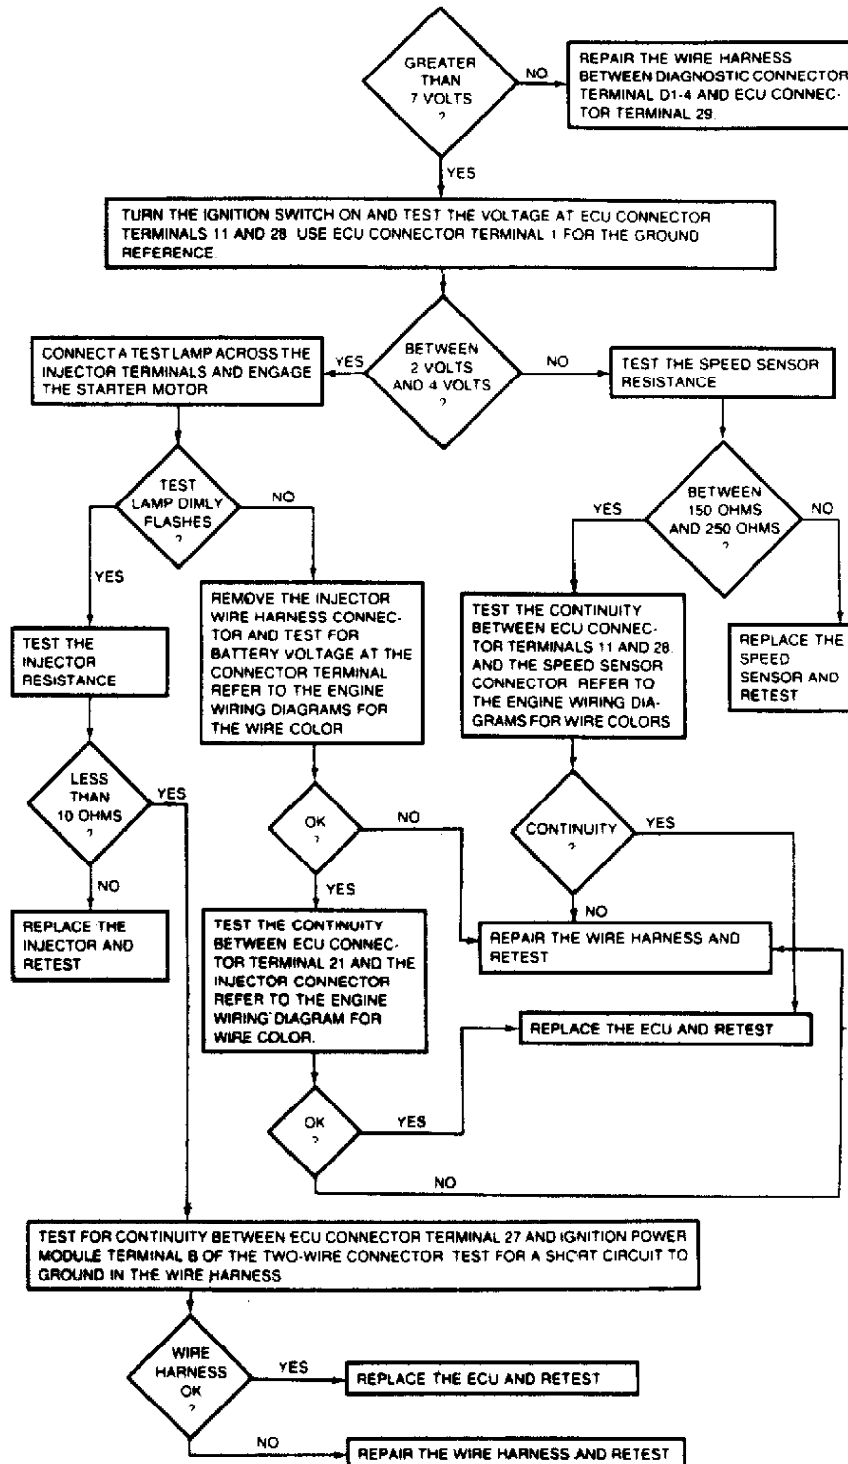 GREATER
THAN
7 VOLTS
?
NO
REPAIR THE WIRE HARNESS
BETWEEN DIAGNOSTIC CONNECTOR
TERMINAL D1-4 AND ECU CONNEC-
TOR TERMINAL 29.
YES
TURN THE IGNITION SWITCH ON AND TEST THE VOLTAGE AT ECU CONNECTOR
TERMINALS 11 AND 28 USE ECU CONNECTOR TERMINAL 1 FOR THE GROUND
REFERENCE
CONNECT A TEST LAMP ACROSS THE
INJECTOR TERMINALS AND ENGAGE
THE STARTER MOTOR
YES
BETWEEN
2 VOLTS
AND 4 VOLTS
?
NO
TEST THE SPEED SENSOR
RESISTANCE
TEST
LAMP DIMLY
FLASHES
?
NO
YES
BETWEEN
150 OHMS
AND 250 OHMS
?
NO
YES
YES
TEST THE
INJECTOR
RESISTANCE
REMOVE THE INJECTOR
WIRE HARNESS CONNEC-
TOR AND TEST FOR
BATTERY VOLTAGE AT THE
CONNECTOR TERMINAL
REFER TO THE ENGINE
WIRING DIAGRAMS FOR
THE WIRE COLOR
TEST THE CONTINUITY
BETWEEN ECU CONNEC-
TOR TERMINALS 11 AND 28
AND THE SPEED SENSOR
CONNECTOR REFER TO
THE ENGINE WIRING DIA-
GRAMS FOR WIRE COLORS
REPLACE THE
SPEED
SENSOR AND
RETEST
LESS
THAN
10 OHMS
?
YES
NO
OK
?
NO
YES
CONTINUITY
?
YES
NO
REPLACE THE
INJECTOR AND
RETEST
TEST THE CONTINUITY
BETWEEN ECU CONNEC-
TOR TERMINAL 21 AND THE
INJECTOR CONNECTOR
REFER TO THE ENGINE
WIRING DIAGRAM FOR
WIRE COLOR.
REPAIR THE WIRE HARNESS AND
RETEST
REPLACE THE ECU AND RETEST
OK
?
YES
NO
TEST FOR CONTINUITY BETWEEN ECU CONNECTOR TERMINAL 27 AND IGNITION POWER
MODULE TERMINAL B OF THE TWO-WIRE CONNECTOR TEST FOR A SHORT CIRCUIT TO
GROUND IN THE WIRE HARNESS
WIRE
HARNESS
OK
?
YES
REPLACE THE ECU AND RETEST
NO
REPAIR THE WIRE HARNESS AND RETEST